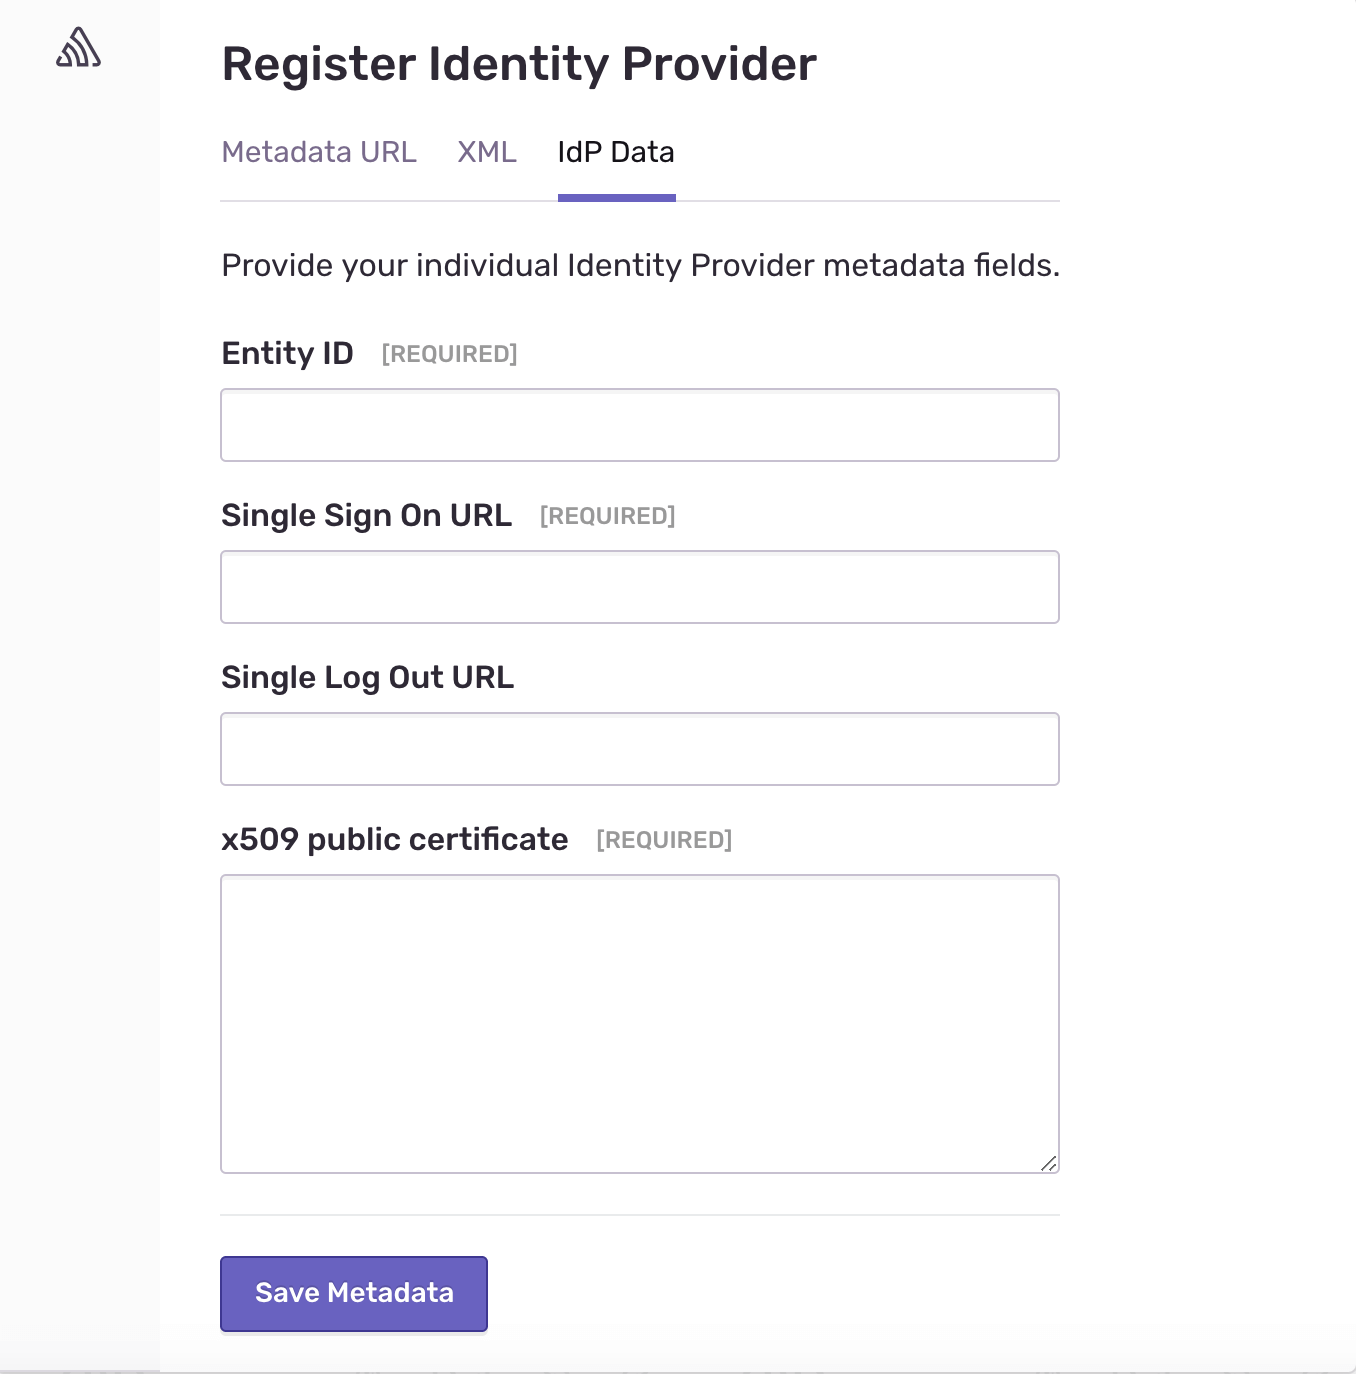 Register Identity Provider
Metadata URL XML IdP Data
Provide your individual Identity Provider metadata fields.
Entity ID [REQUIRED]
Single Sign On URL [REQUIRED]
Single Log Out URL
x509 public certificate [REQUIRED]
Save Metadata